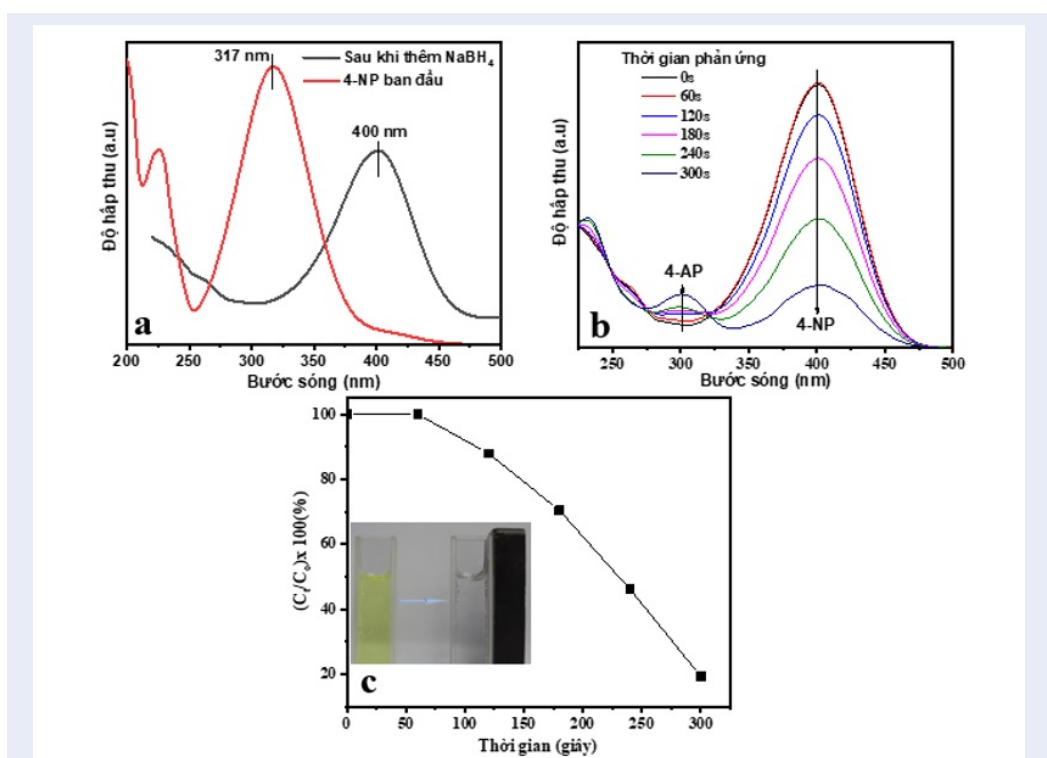 317 nm
Sau khi thêm NaBH₄
4-NP ban đầu
400 nm
Độ hấp thu (a.u)
a
200 250 300 350 400 450 500
Bước sóng (nm)
Thời gian phản ứng
0s
60s
120s
180s
240s
300s
Độ hấp thu (a.u)
4-AP
4-NP
b
250 300 350 400 450 500
Bước sóng (nm)
100
80
60
40
20
(Cₜ/Cₒ)x 100(%)
c
0 50 100 150 200 250 300
Thời gian (giây)